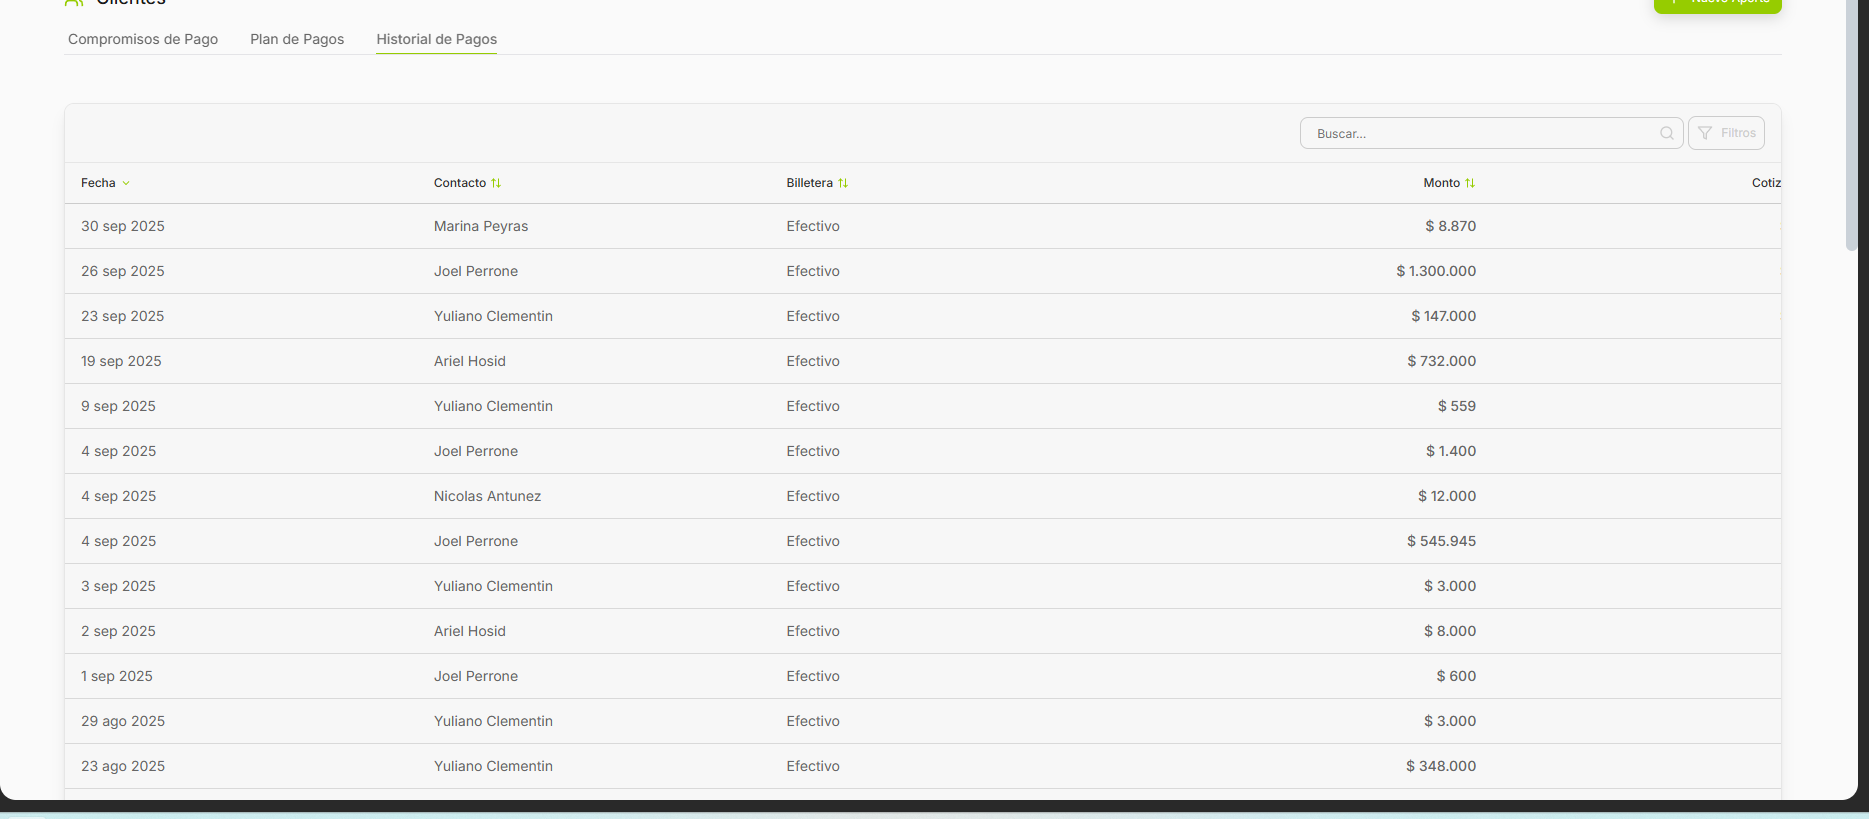 Clientes
Nuevo Aporte
Compromisos de Pago Plan de Pagos Historial de Pagos
Buscar... Filtros
Fecha Contacto Billetera Monto Cotiz
30 sep 2025 Marina Peyras Efectivo $ 8.870
26 sep 2025 Joel Perrone Efectivo $ 1.300.000
23 sep 2025 Yuliano Clementin Efectivo $ 147.000
19 sep 2025 Ariel Hosid Efectivo $ 732.000
9 sep 2025 Yuliano Clementin Efectivo $ 559
4 sep 2025 Joel Perrone Efectivo $ 1.400
4 sep 2025 Nicolas Antunez Efectivo $ 12.000
4 sep 2025 Joel Perrone Efectivo $ 545.945
3 sep 2025 Yuliano Clementin Efectivo $ 3.000
2 sep 2025 Ariel Hosid Efectivo $ 8.000
1 sep 2025 Joel Perrone Efectivo $ 600
29 ago 2025 Yuliano Clementin Efectivo $ 3.000
23 ago 2025 Yuliano Clementin Efectivo $ 348.000